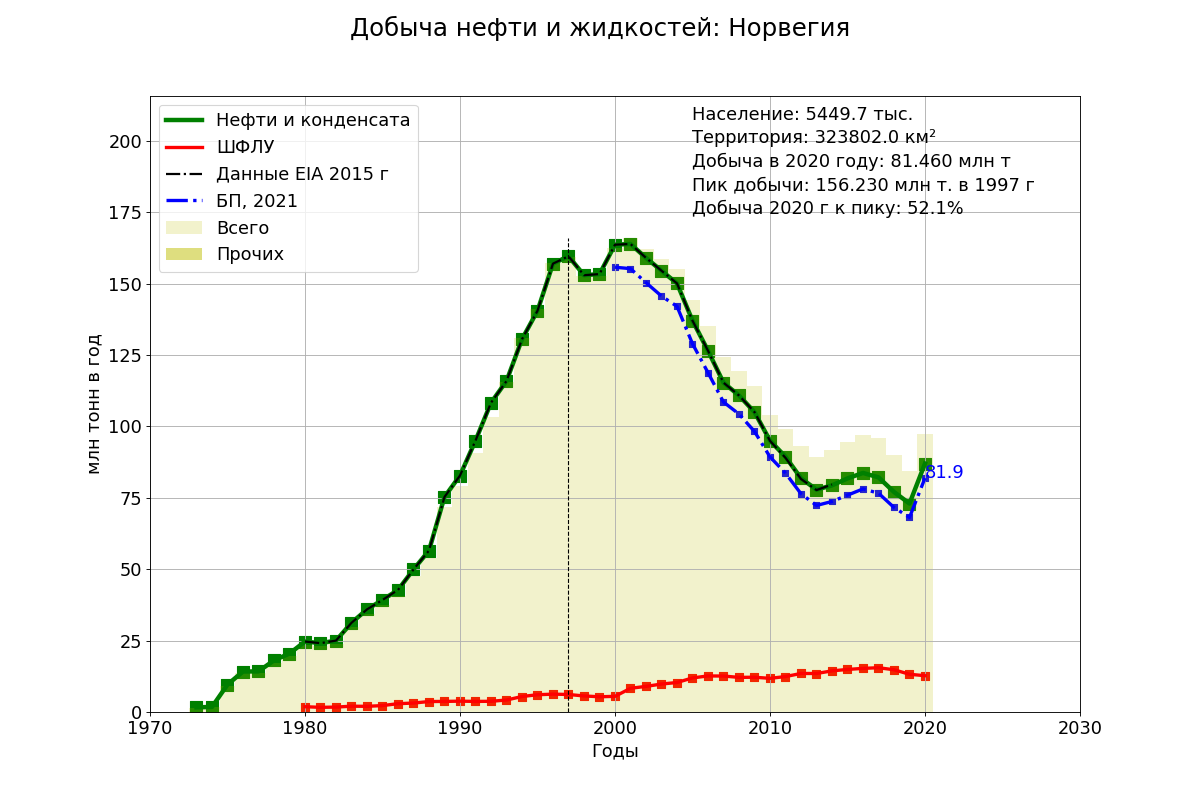 Добыча нефти и жидкостей: Норвегия
Нефти и конденсата
ШФЛУ
Данные EIA 2015 г
БП, 2021
Всего
Прочих
Население: 5449.7 тыс.
Территория: 323802.0 км²
Добыча в 2020 году: 81.460 млн т
Пик добычи: 156.230 млн т. в 1997 г
Добыча 2020 г к пику: 52.1%
81.9
млн тонн в год
200
175
150
125
100
75
50
25
0
1970 1980 1990 2000 2010 2020 2030
Годы